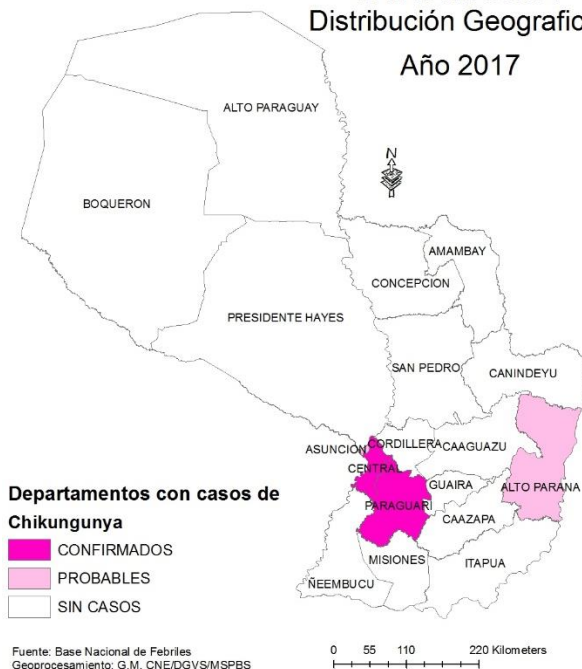 Distribución Geografic
Año 2017
N
ALTO PARAGUAY
BOQUERON
AMAMBAY
CONCEPCION
PRESIDENTE HAYES
SAN PEDRO
CANINDEYU
CORDILLERA
ASUNCION
CAAGUAZU
CENTRAL
GUAIRA
ALTO PARANA
PARAGUARI
CAAZAPA
MISIONES
ITAPUA
ÑEEMBUCU
Departamentos con casos de
Chikungunya
CONFIRMADOS
PROBABLES
SIN CASOS
Fuente: Base Nacional de Febriles
Geoprocesamiento: G.M. CNE/DGVS/MSPBS
0 55 110 220 Kilometers